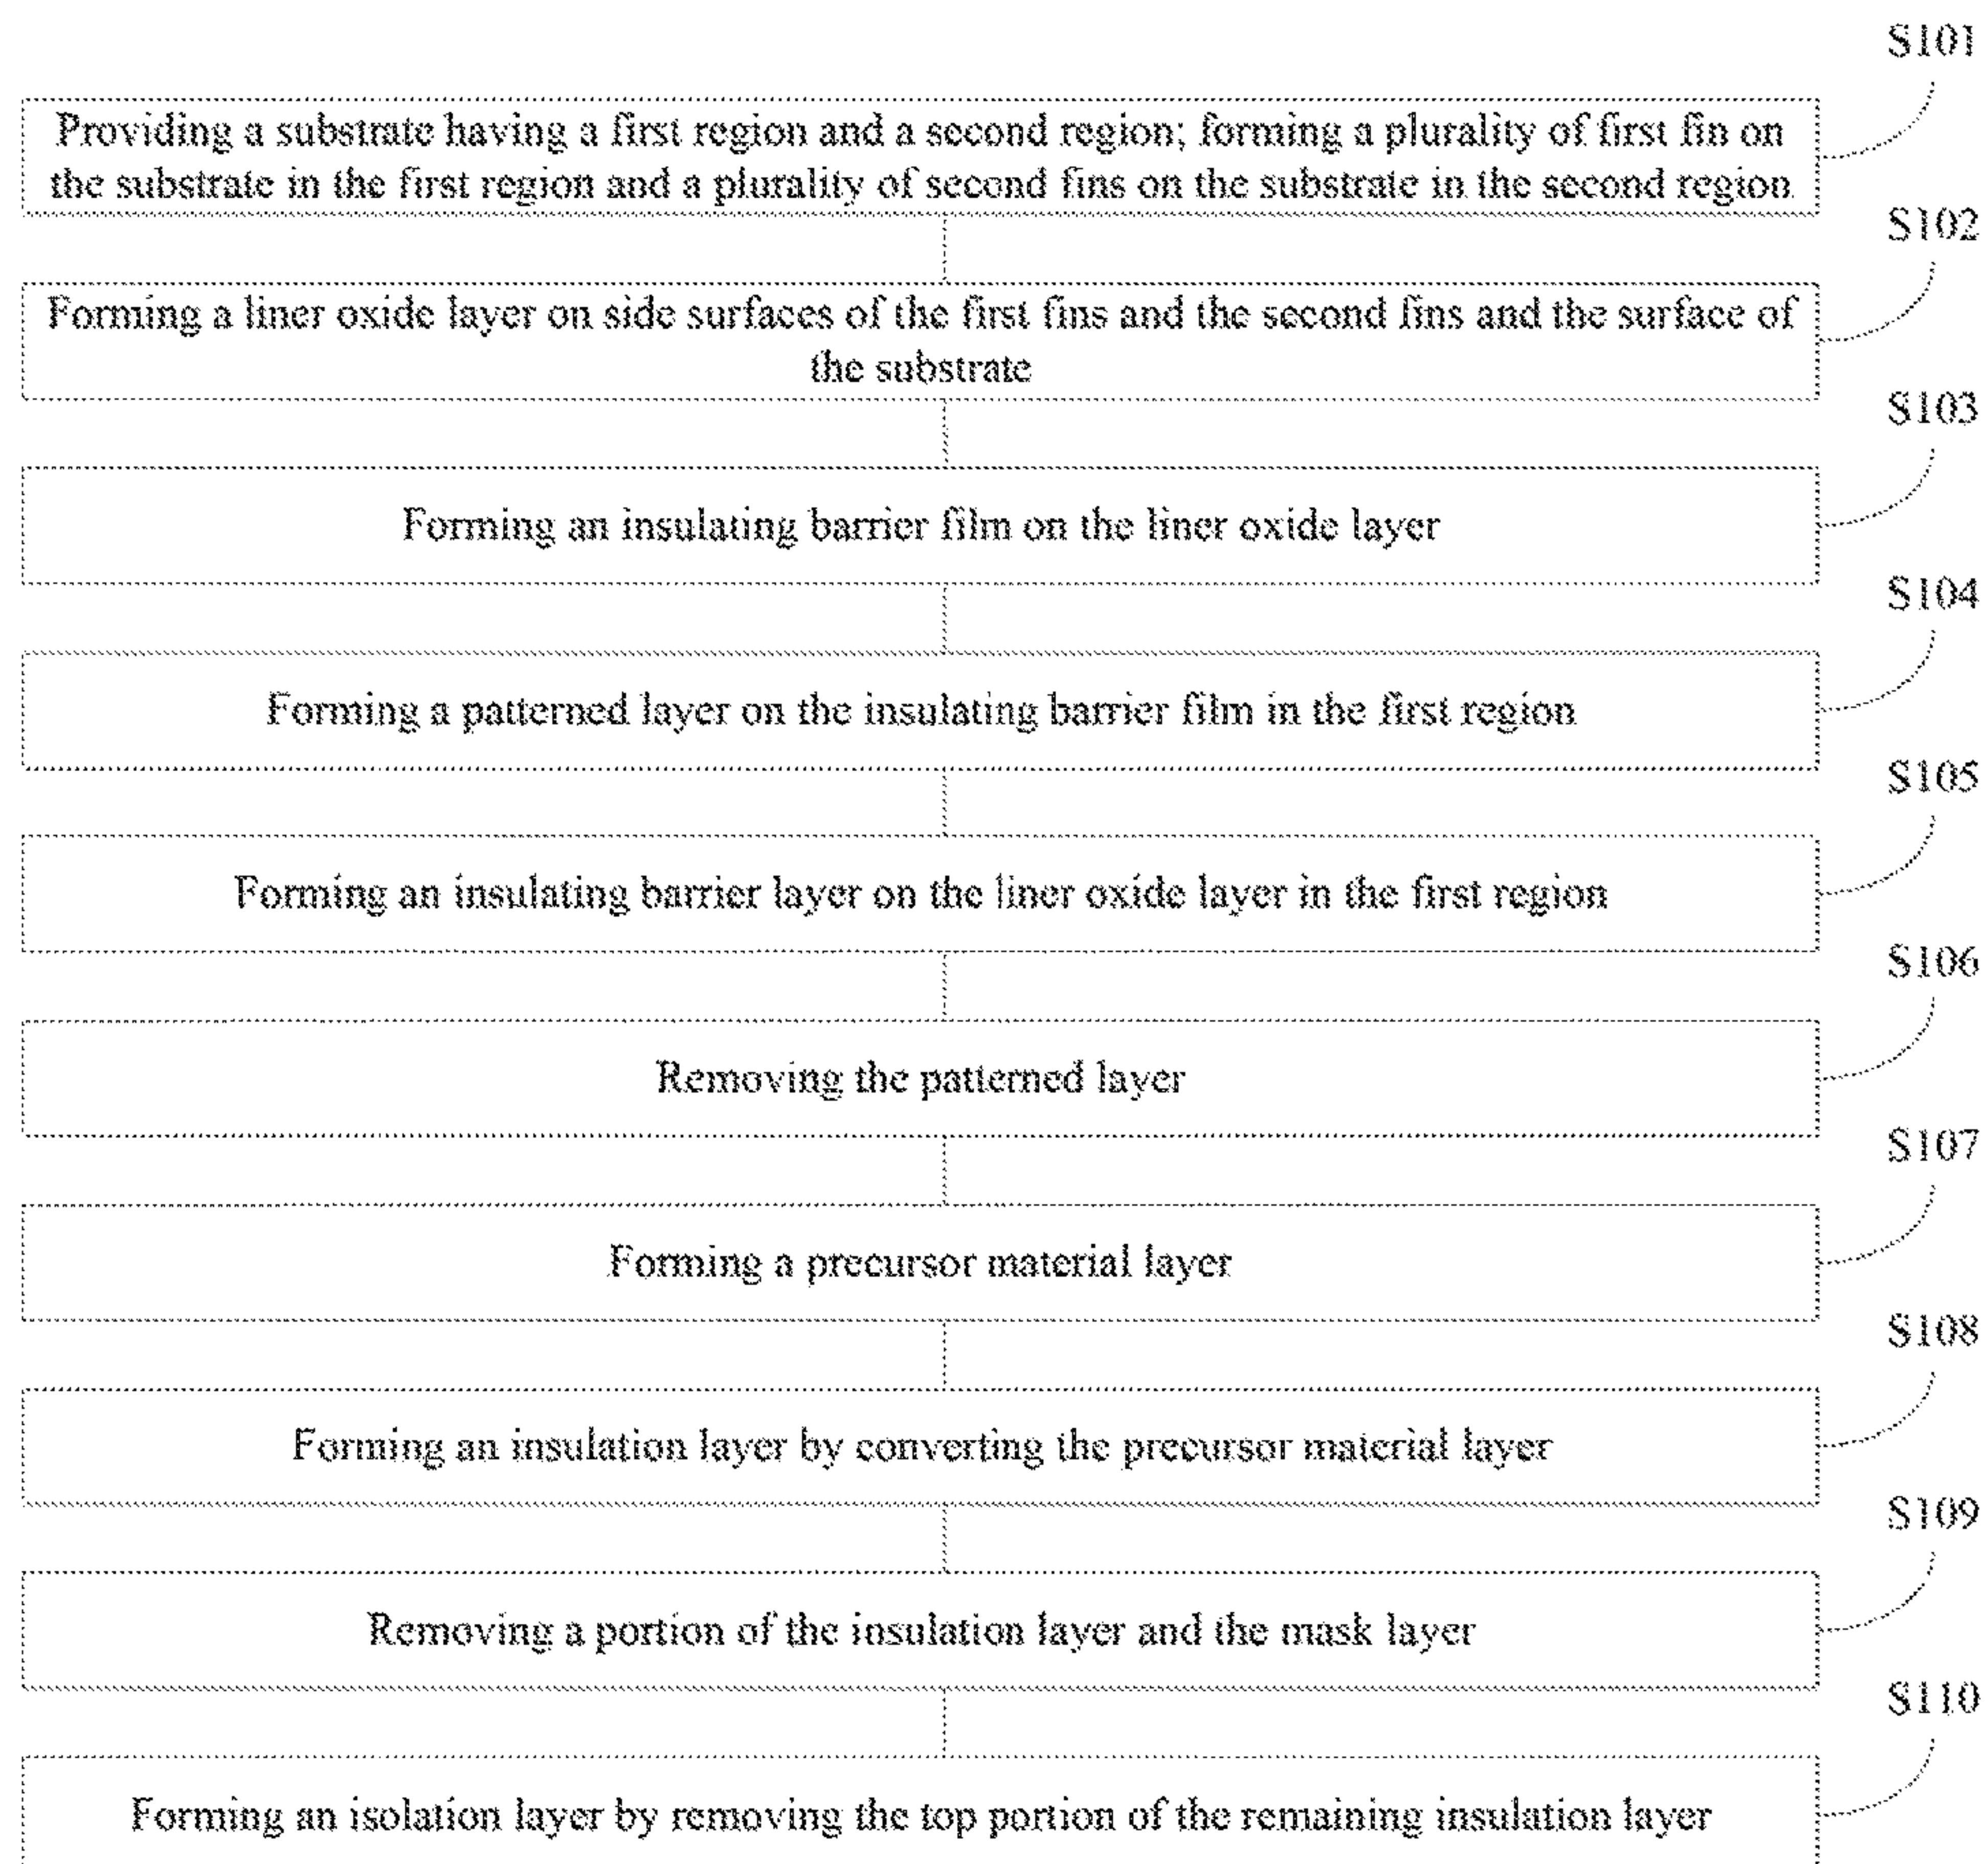 S101
Providing a substrate having a first region and a second region; forming a plurality of first fin on
the substrate in the first region and a plurality of second fins on the substrate in the second region
S102
Forming a liner oxide layer on side surfaces of the first fins and the second fins and the surface of
the substrate
S103
Forming an insulating barrier film on the liner oxide layer
S104
Forming a patterned layer on the insulating barrier film in the first region
S105
Forming an insulating barrier layer on the liner oxide layer in the first region
S106
Removing the patterned layer
S107
Forming a precursor material layer
S108
Forming an insulation layer by converting the precursor material layer
S109
Removing a portion of the insulation layer and the mask layer
S110
Forming an isolation layer by removing the top portion of the remaining insulation layer